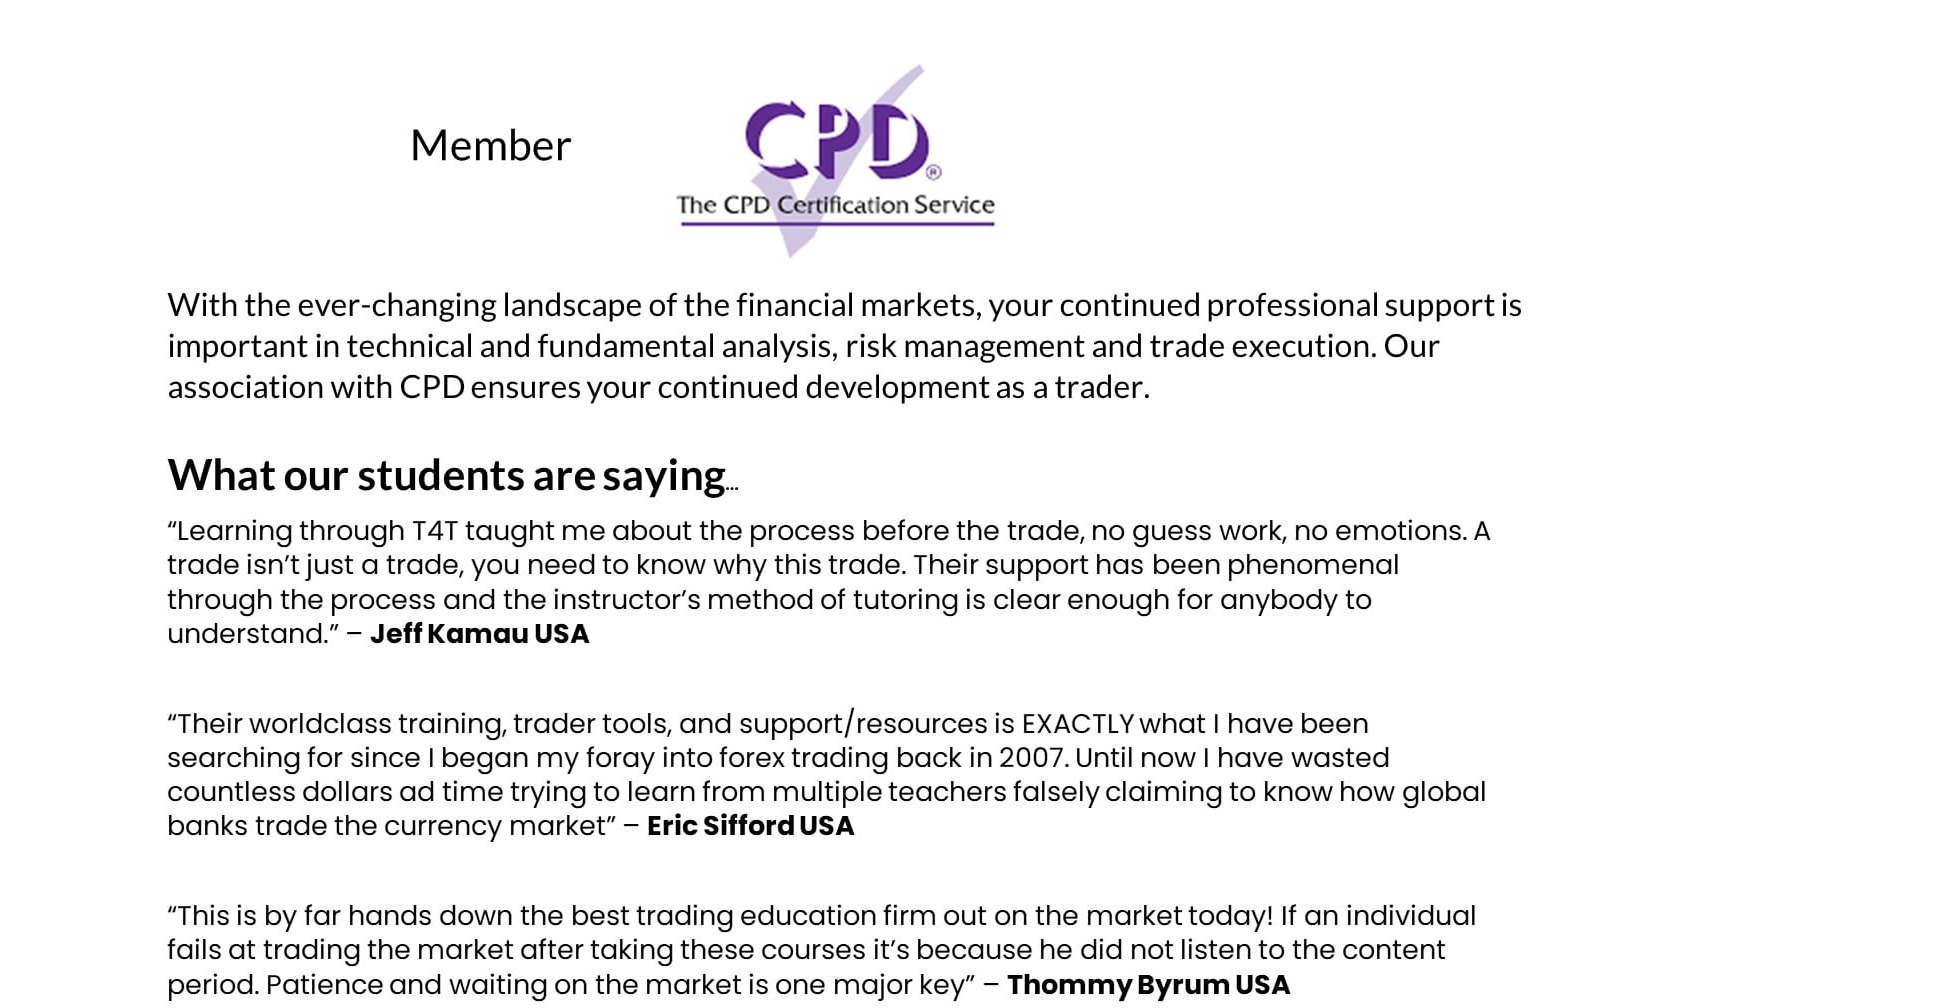 Member
CPD®
The CPD Certification Service
With the ever-changing landscape of the financial markets, your continued professional support is
important in technical and fundamental analysis, risk management and trade execution. Our
association with CPD ensures your continued development as a trader.
What our students are saying…
“Learning through T4T taught me about the process before the trade, no guess work, no emotions. A
trade isn’t just a trade, you need to know why this trade. Their support has been phenomenal
through the process and the instructor’s method of tutoring is clear enough for anybody to
understand.” – Jeff Kamau USA
“Their worldclass training, trader tools, and support/resources is EXACTLY what I have been
searching for since I began my foray into forex trading back in 2007. Until now I have wasted
countless dollars ad time trying to learn from multiple teachers falsely claiming to know how global
banks trade the currency market” – Eric Sifford USA
“This is by far hands down the best trading education firm out on the market today! If an individual
fails at trading the market after taking these courses it’s because he did not listen to the content
period. Patience and waiting on the market is one major key” – Thommy Byrum USA